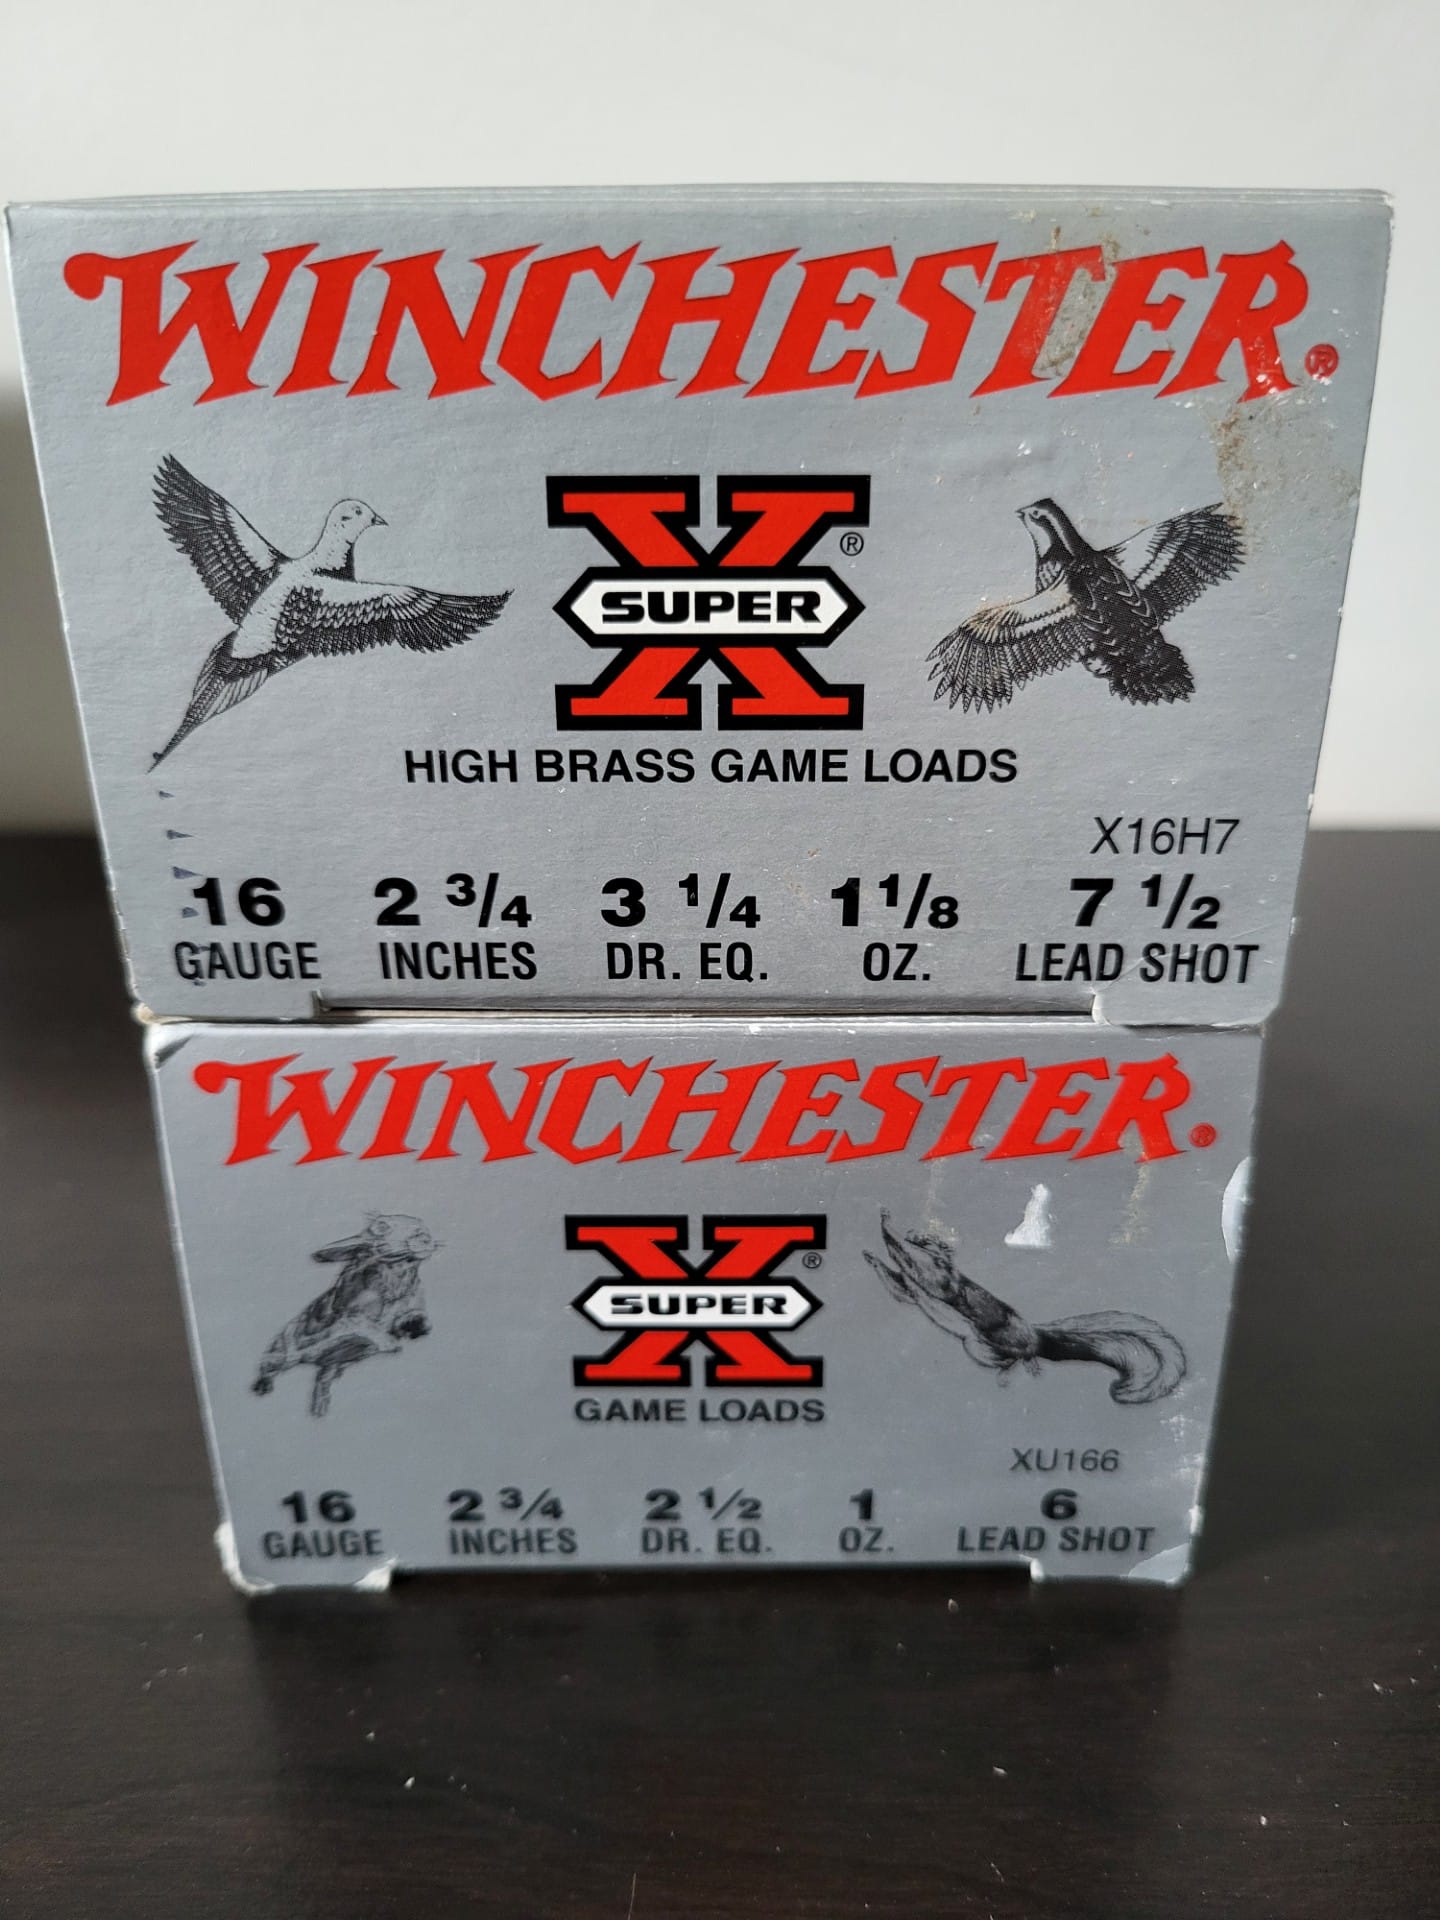 WINCHESTER®
X®
SUPER
HIGH BRASS GAME LOADS
X16H7
16 2 3/4 3 1/4 1 1/8 7 1/2
GAUGE INCHES DR. EQ. OZ. LEAD SHOT
WINCHESTER®
X®
SUPER
GAME LOADS
XU166
16 2 3/4 2 1/2 1 6
GAUGE INCHES DR. EQ. OZ. LEAD SHOT